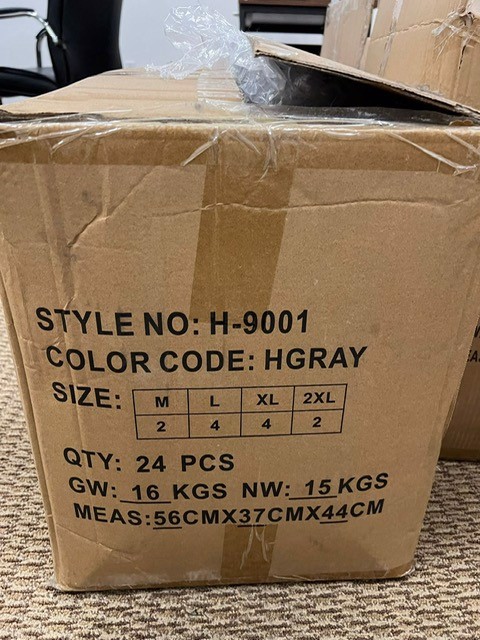 STYLE NO: H-9001
COLOR CODE: HGRAY
SIZE: M L XL 2XL
2 4 4 2
QTY: 24 PCS
GW: 16 KGS NW: 15 KGS
MEAS:56CMX37CMX44CM